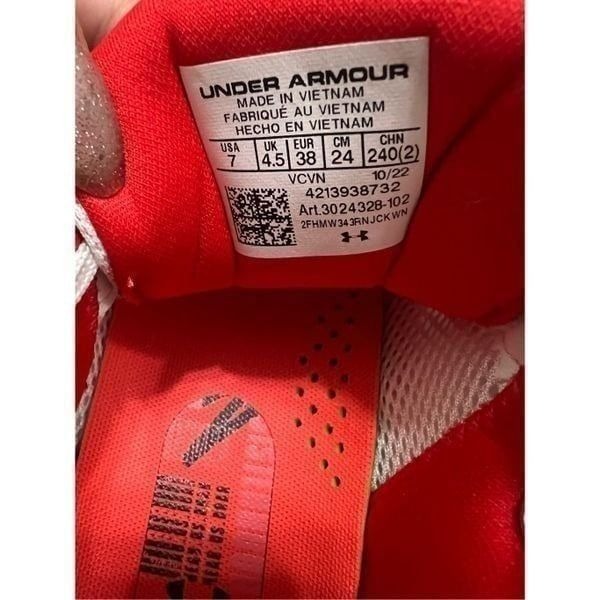 UNDER ARMOUR
MADE IN VIETNAM
FABRIQUÉ AU VIETNAM
HECHO EN VIETNAM
USA UK EUR CM CHN
7 4.5 38 24 240(2)
VCVN 10/22
4213938732
Art.3024328-102
2FHMW343RNJCKWN